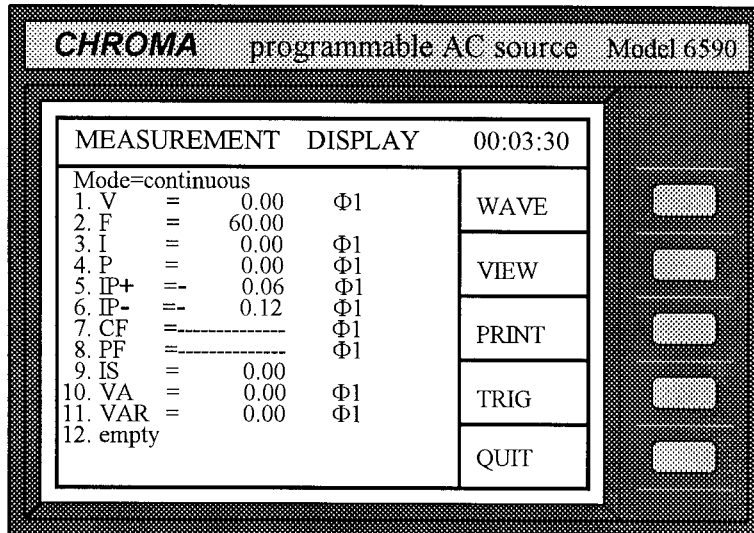 CHROMA programmable AC source Model 6590
MEASUREMENT DISPLAY 00:03:30
Mode=continuous
1. V = 0.00 Φ1
2. F = 60.00
3. I = 0.00 Φ1
4. P = 0.00 Φ1
5. IP+ =- 0.06 Φ1
6. IP- =- 0.12 Φ1
7. CF =-------------- Φ1
8. PF =-------------- Φ1
9. IS = 0.00
10. VA = 0.00 Φ1
11. VAR = 0.00 Φ1
12. empty
WAVE
VIEW
PRINT
TRIG
QUIT